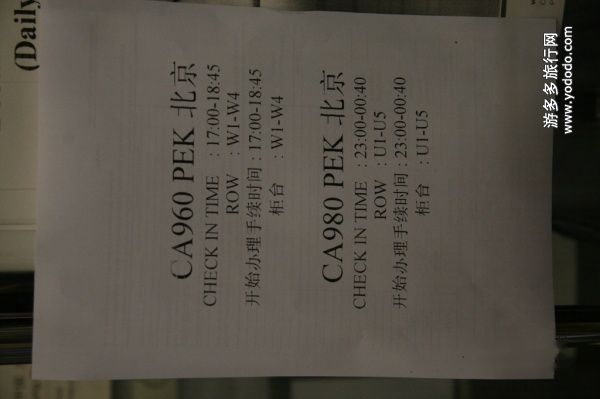 (Daily
CA960 PEK 北京
CHECK IN TIME : 17:00-18:45
ROW : W1-W4
开始办理手续时间 : 17:00-18:45
柜台 : W1-W4
CA980 PEK 北京
CHECK IN TIME : 23:00-00:40
ROW : U1-U5
开始办理手续时间 : 23:00-00:40
柜台 : U1-U5
游多多旅行网
www.yododo.com